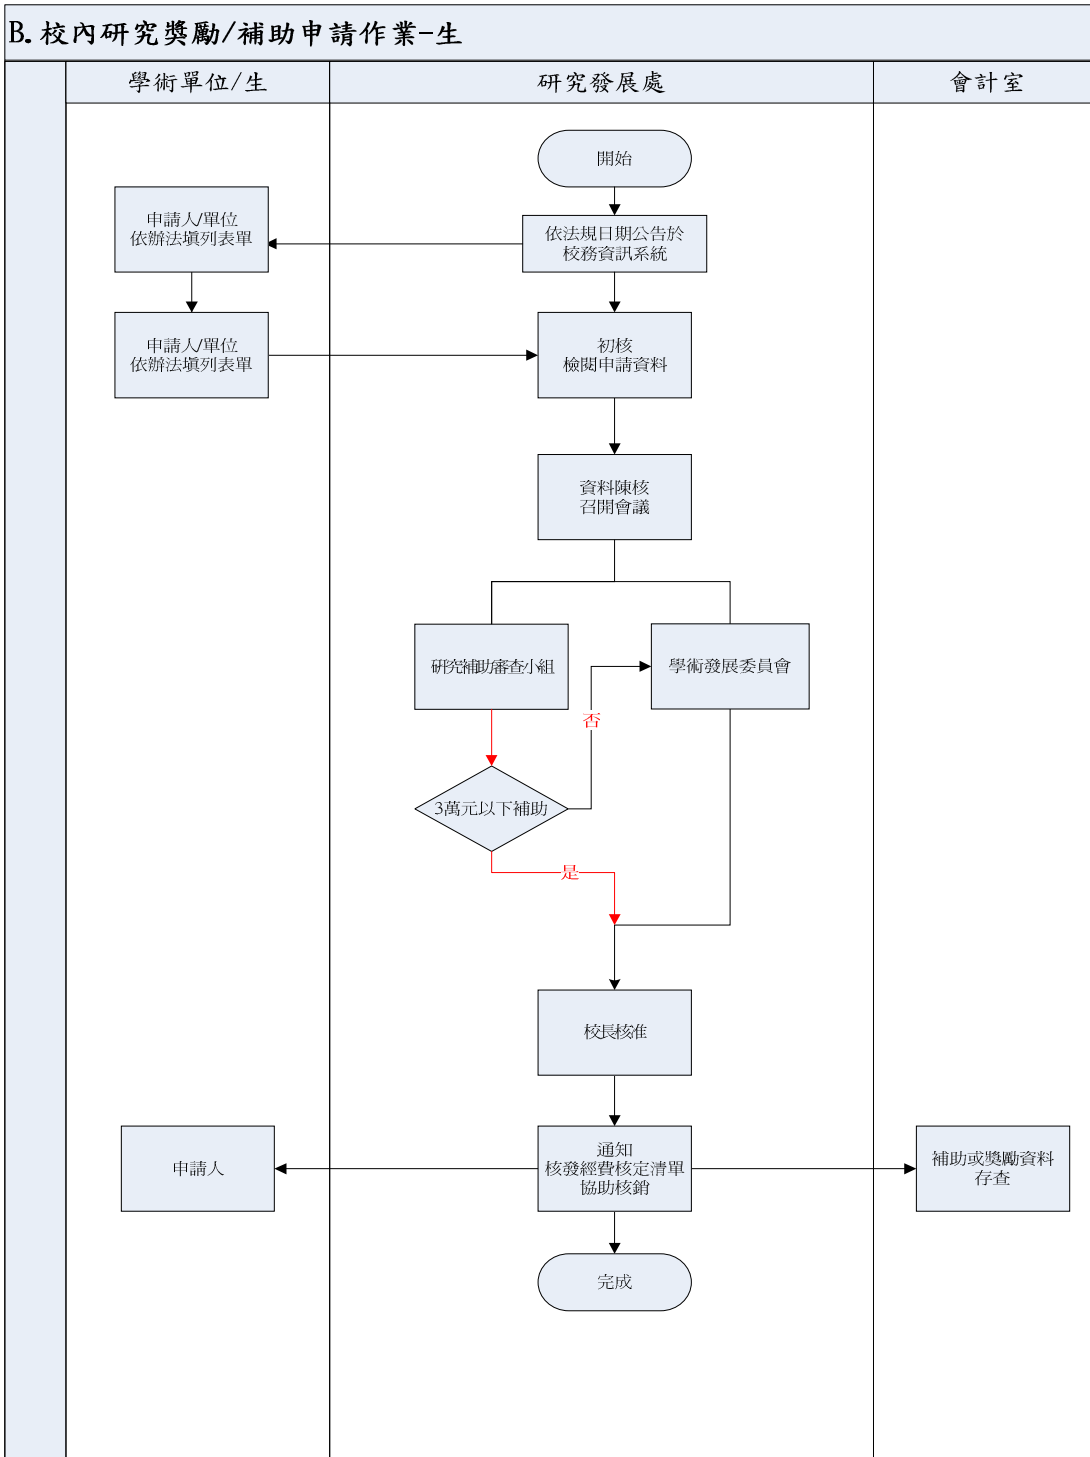 B.校內研究獎勵/補助申請作業-生
學術單位/生
研究發展處
會計室
開始
依法規日期公告於
校務資訊系統
申請人/單位
依辦法填列表單
申請人/單位
依辦法填列表單
初核
檢閱申請資料
資料陳核
召開會議
研究補助審查小組
學術發展委員會
否
3萬元以下補助
是
校長核准
申請人
通知
核發經費核定清單
協助核銷
補助或獎勵資料
存查
完成